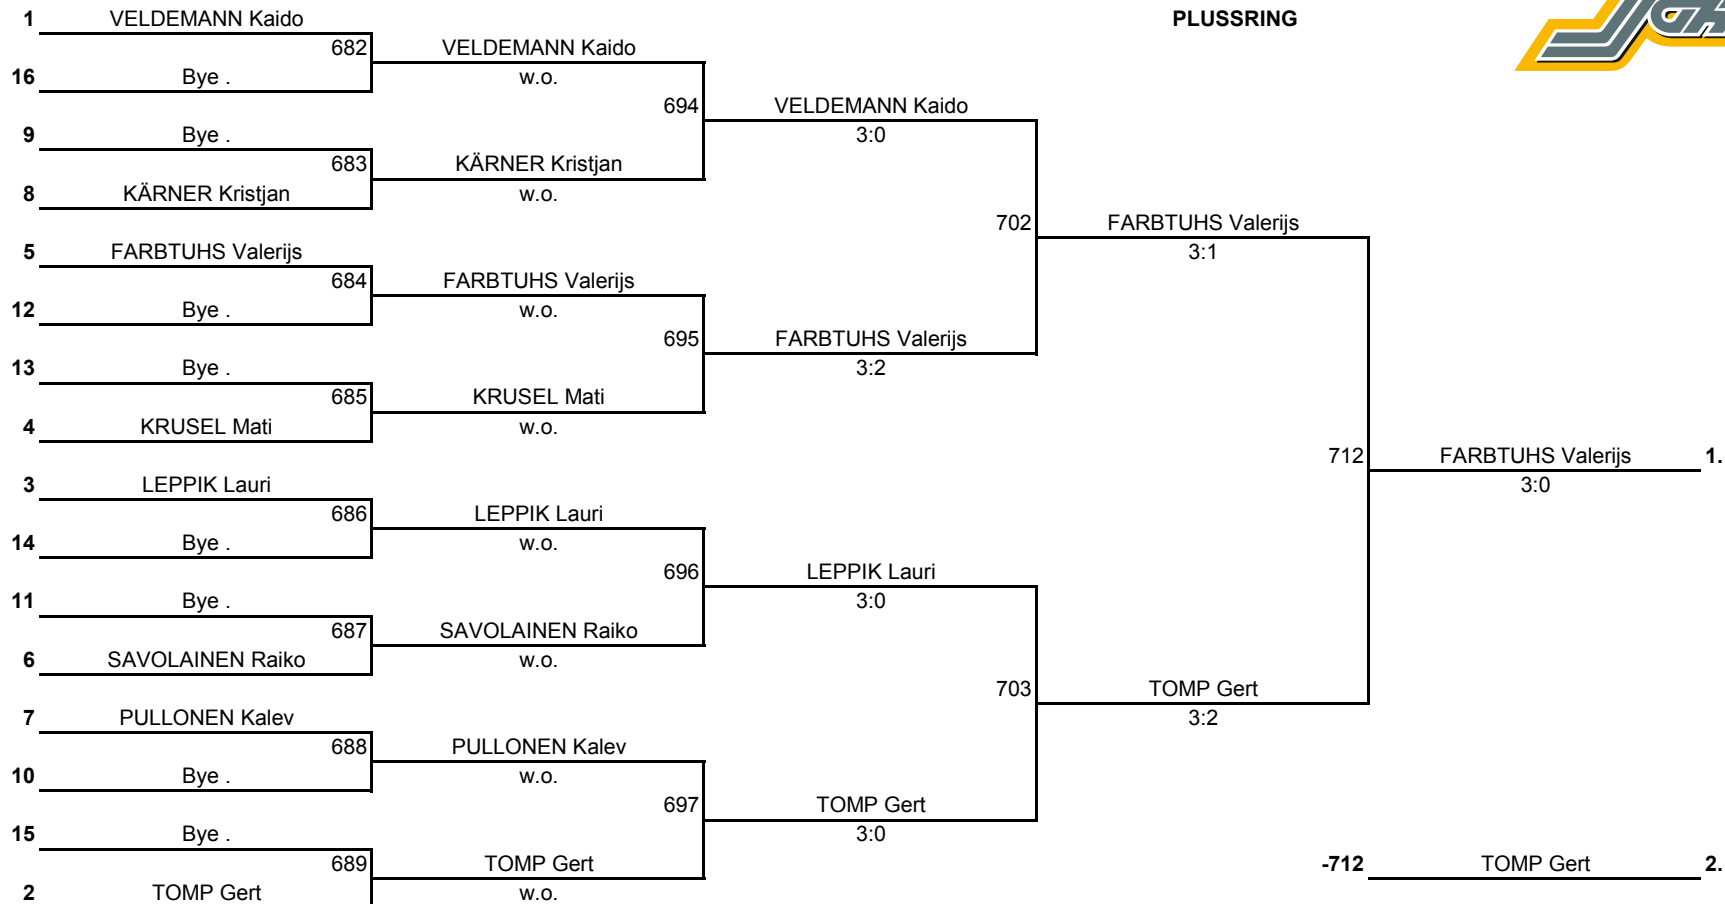 1 VELDEMANN Kaido PLUSSRING
682 VELDEMANN Kaido
16 Bye . w.o.
694 VELDEMANN Kaido
9 Bye . 3:0
683 KÄRNER Kristjan
8 KÄRNER Kristjan w.o.
702 FARBTUHS Valerijs
5 FARBTUHS Valerijs 3:1
684 FARBTUHS Valerijs
12 Bye . w.o.
695 FARBTUHS Valerijs
13 Bye . 3:2
685 KRUSEL Mati
4 KRUSEL Mati w.o.
712 FARBTUHS Valerijs 1.
3 LEPPIK Lauri 3:0
686 LEPPIK Lauri
14 Bye . w.o.
696 LEPPIK Lauri
11 Bye . 3:0
687 SAVOLAINEN Raiko
6 SAVOLAINEN Raiko w.o.
703 TOMP Gert
7 PULLONEN Kalev 3:2
688 PULLONEN Kalev
10 Bye . w.o.
697 TOMP Gert
15 Bye . 3:0
689 TOMP Gert -712 TOMP Gert 2.
2 TOMP Gert w.o.